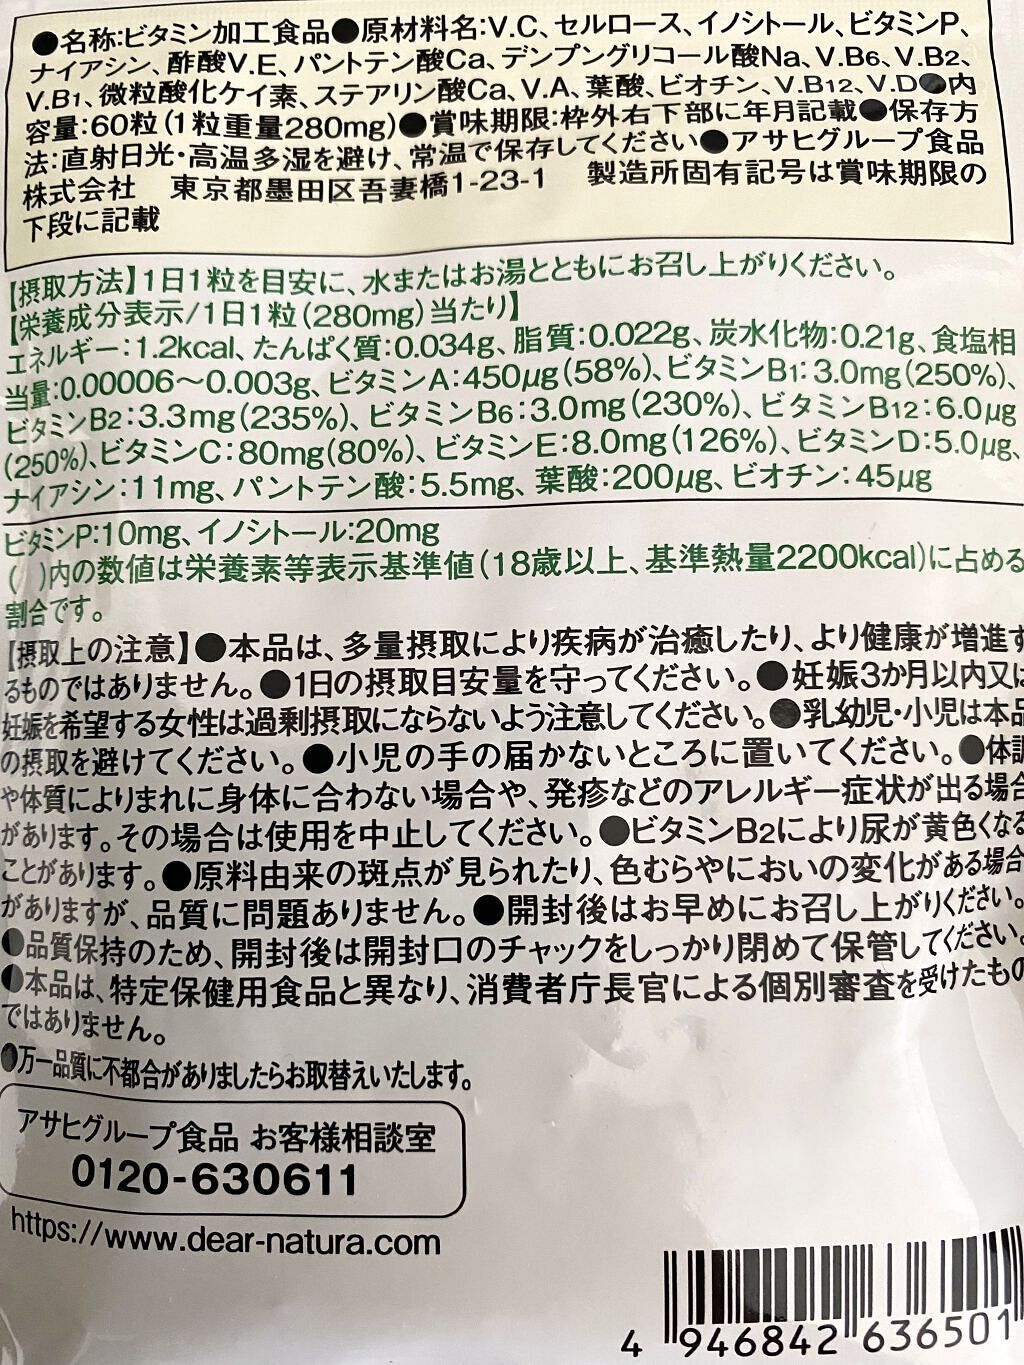 ●名称:ビタミン加工食品●原材料名:V.C、セルロース、イノシトール、ビタミンP、
ナイアシン、酢酸V.E、パントテン酸Ca、デンプングリコール酸Na、V.B6、V.B2、
V.B1、微粒酸化ケイ素、ステアリン酸Ca、V.A、葉酸、ビオチン、V.B12、V.D●内
容量:60粒(1粒重量280mg)●賞味期限:枠外右下部に年月記載●保存方
法:直射日光・高温多湿を避け、常温で保存してください●アサヒグループ食品
株式会社 東京都墨田区吾妻橋1-23-1 製造所固有記号は賞味期限の
下段に記載
【摂取方法】1日1粒を目安に、水またはお湯とともにお召し上がりください。
【栄養成分表示/1日1粒(280mg)当たり】
エネルギー:1.2kcal、たんぱく質:0.034g、脂質:0.022g、炭水化物:0.21g、食塩相
当量:0.00006〜0.003g、ビタミンA:450μg(58%)、ビタミンB1:3.0mg(250%)、
ビタミンB2:3.3mg(235%)、ビタミンB6:3.0mg(230%)、ビタミンB12:6.0μg
(250%)、ビタミンC:80mg(80%)、ビタミンE:8.0mg(126%)、ビタミンD:5.0μg、
ナイアシン:11mg、パントテン酸:5.5mg、葉酸:200μg、ビオチン:45μg
ビタミンP:10mg、イノシトール:20mg
( )内の数値は栄養素等表示基準値(18歳以上、基準熱量2200kcal)に占める
割合です。
【摂取上の注意】●本品は、多量摂取により疾病が治癒したり、より健康が増進す
るものではありません。●1日の摂取目安量を守ってください。●妊娠3か月以内又は
妊娠を希望する女性は過剰摂取にならないよう注意してください。●乳幼児・小児は本品
の摂取を避けてください。●小児の手の届かないところに置いてください。●体調
や体質によりまれに身体に合わない場合や、発疹などのアレルギー症状が出る場合
があります。その場合は使用を中止してください。●ビタミンB2により尿が黄色くなる
ことがあります。●原料由来の斑点が見られたり、色むらやにおいの変化がある場合
がありますが、品質に問題ありません。●開封後はお早めにお召し上がりください。
●品質保持のため、開封後は開封口のチャックをしっかり閉めて保管してください。
●本品は、特定保健用食品と異なり、消費者庁長官による個別審査を受けたもの
ではありません。
●万一品質に不都合がありましたらお取替えいたします。
アサヒグループ食品 お客様相談室
0120-630611
https://www.dear-natura.com
4 946842 636501